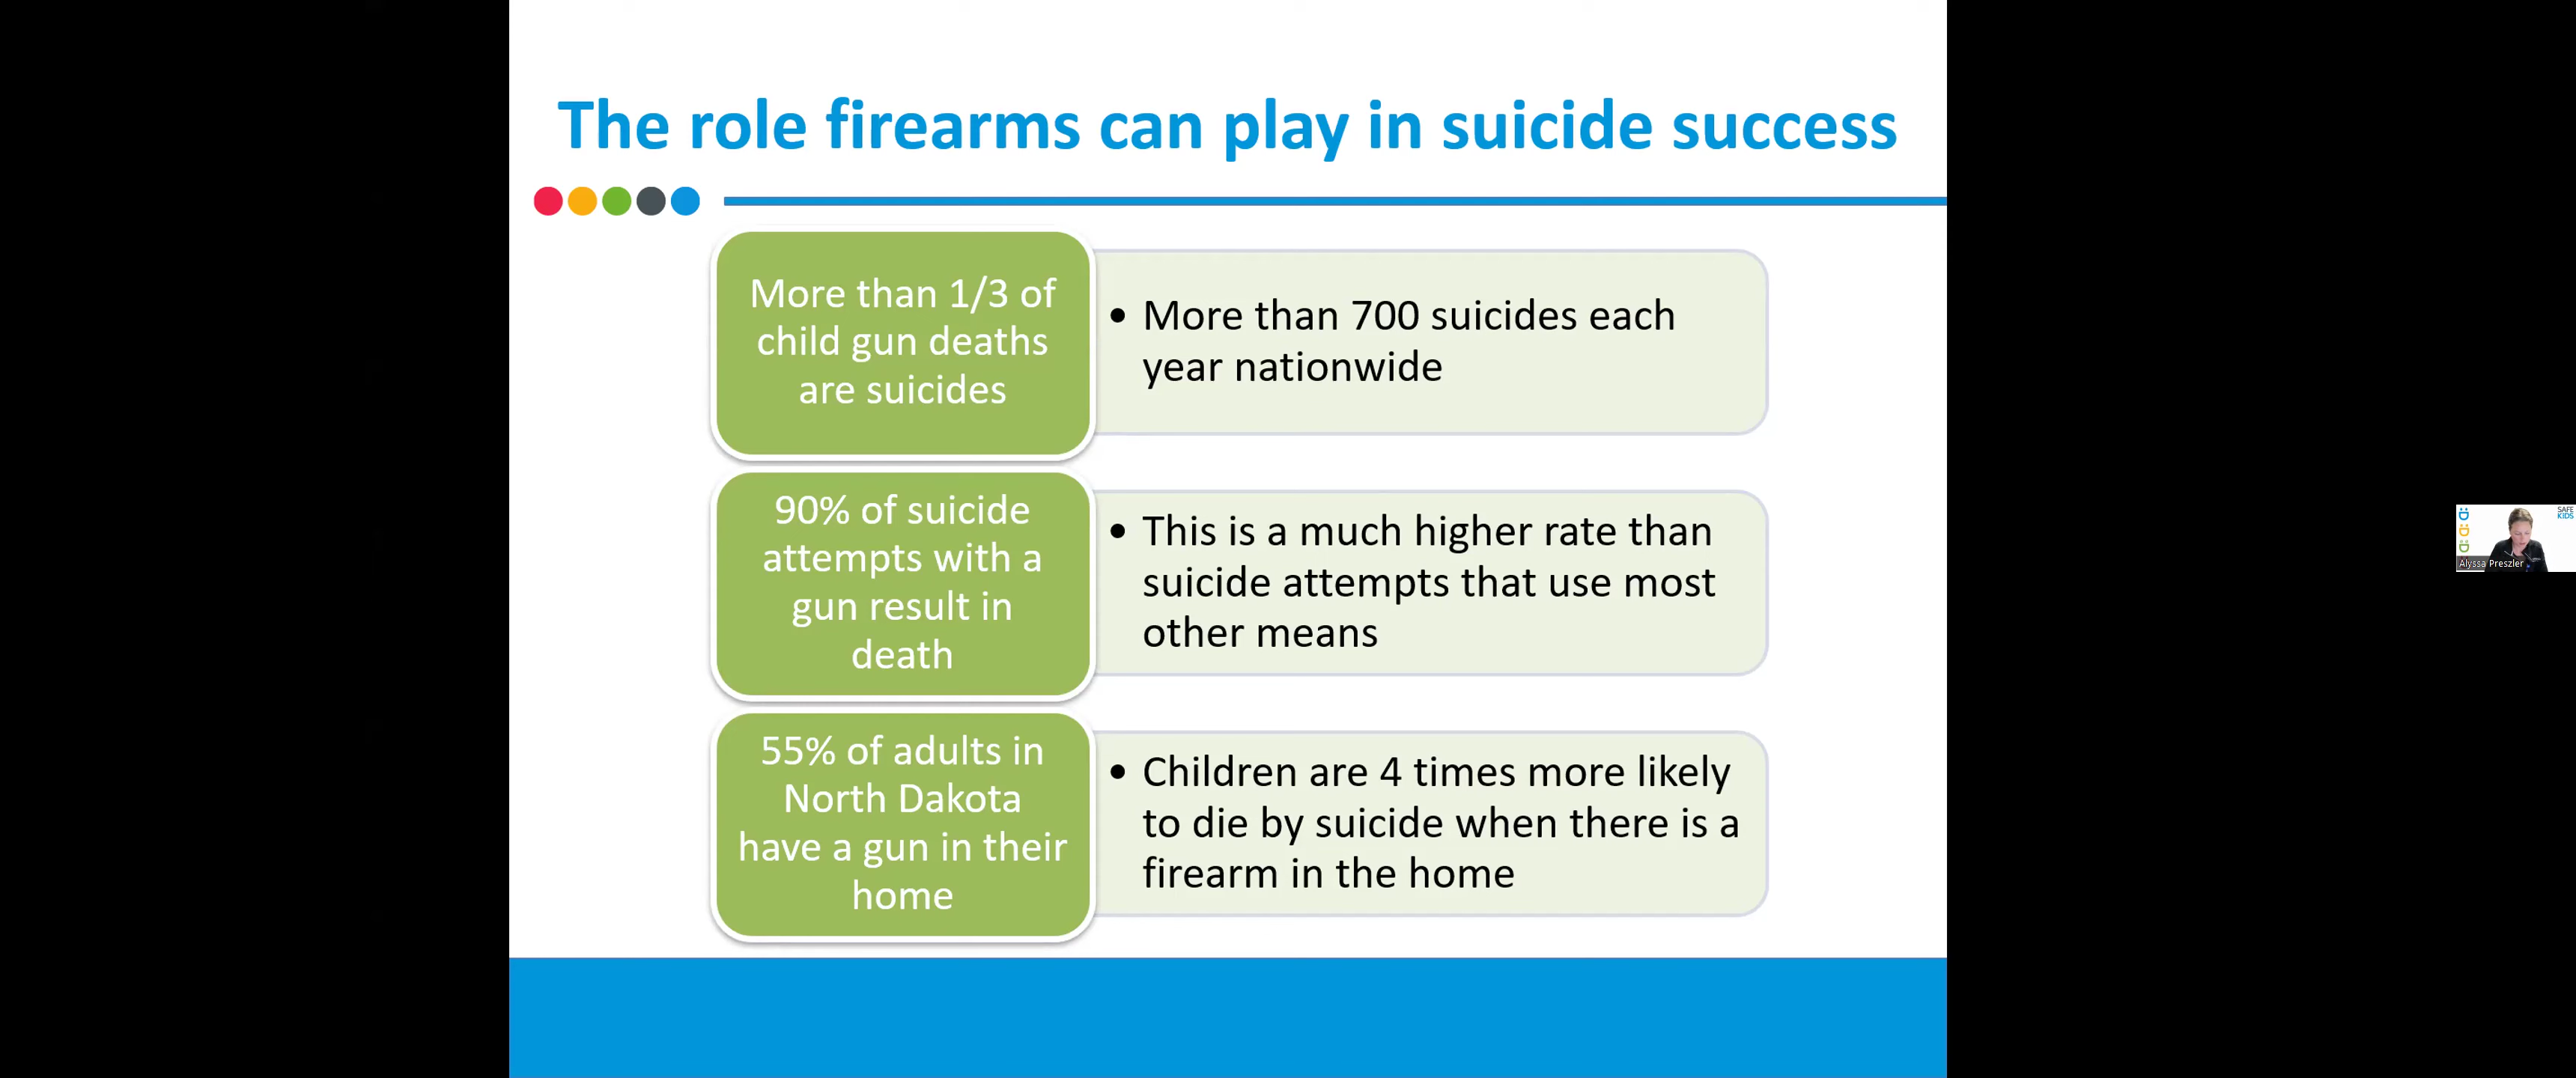 The role firearms can play in suicide success
More than 1/3 of
child gun deaths
are suicides
• More than 700 suicides each
year nationwide
90% of suicide
attempts with a
gun result in
death
• This is a much higher rate than
suicide attempts that use most
other means
55% of adults in
North Dakota
have a gun in their
home
• Children are 4 times more likely
to die by suicide when there is a
firearm in the home
:D :D :D
SAFE
KIDS
Alyssa Preszler